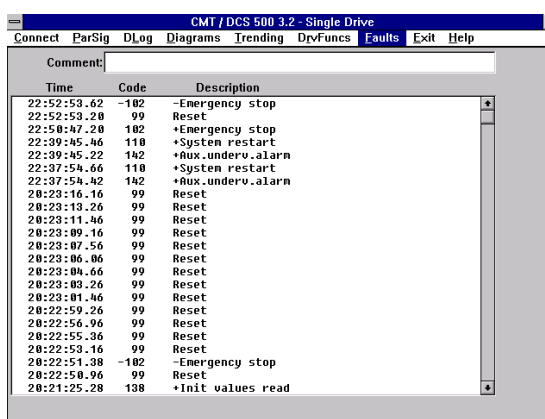 CMT / DCS 500 3.2 - Single Drive
Connect ParSig DLog Diagrams Trending DrvFuncs Faults Exit Help
Comment:
Time Code Description
22:52:53.62 -102 -Emergency stop
22:52:53.20 99 Reset
22:50:47.20 102 +Emergency stop
22:39:45.46 110 +System restart
22:39:45.22 142 +Aux.underv.alarm
22:37:54.66 110 +System restart
22:37:54.42 142 +Aux.underv.alarm
20:23:16.16 99 Reset
20:23:13.26 99 Reset
20:23:11.46 99 Reset
20:23:09.16 99 Reset
20:23:07.56 99 Reset
20:23:06.06 99 Reset
20:23:04.66 99 Reset
20:23:03.26 99 Reset
20:23:01.46 99 Reset
20:22:59.26 99 Reset
20:22:56.96 99 Reset
20:22:55.36 99 Reset
20:22:53.16 99 Reset
20:22:51.38 -102 -Emergency stop
20:22:50.96 99 Reset
20:21:25.28 138 +Init values read